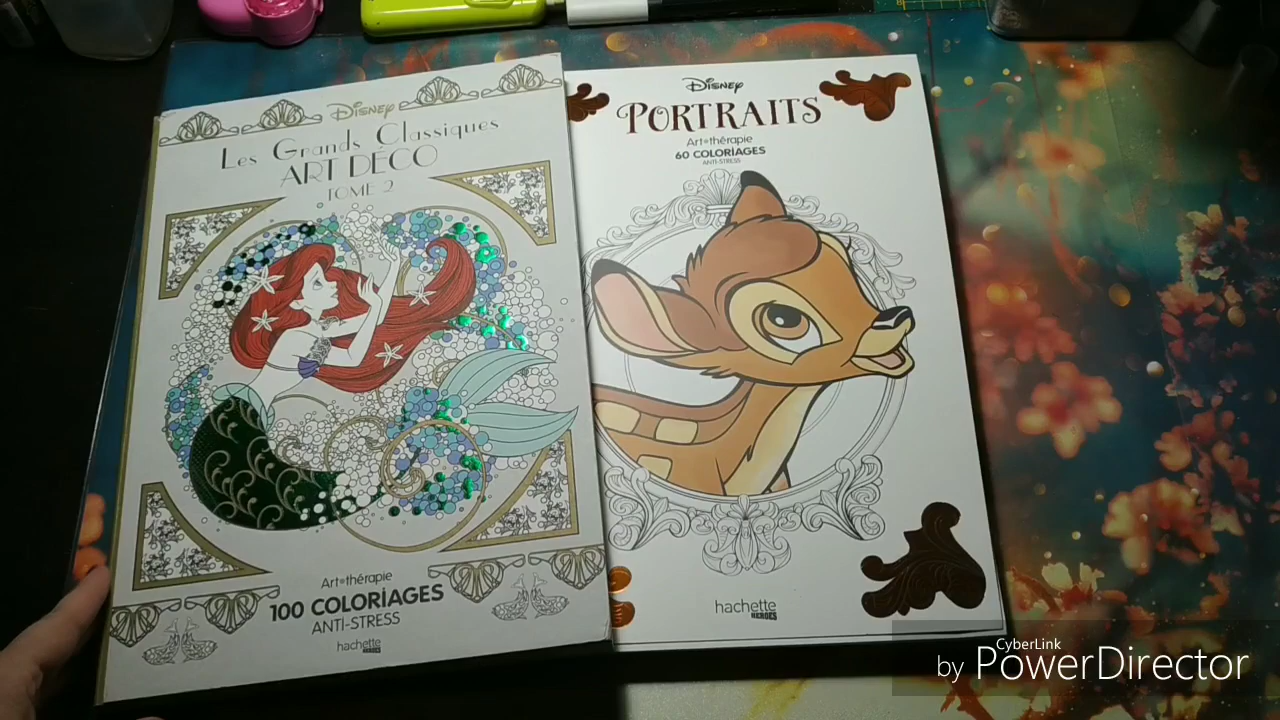 Disney
Les Grands Classiques
ART DÉCO
TOME 2
Art-thérapie
100 COLORIAGES
ANTI-STRESS
hachette
HEROES
Disney
PORTRAITS
Art-thérapie
60 COLORIAGES
ANTI-STRESS
hachette
HEROES
CyberLink
by PowerDirector